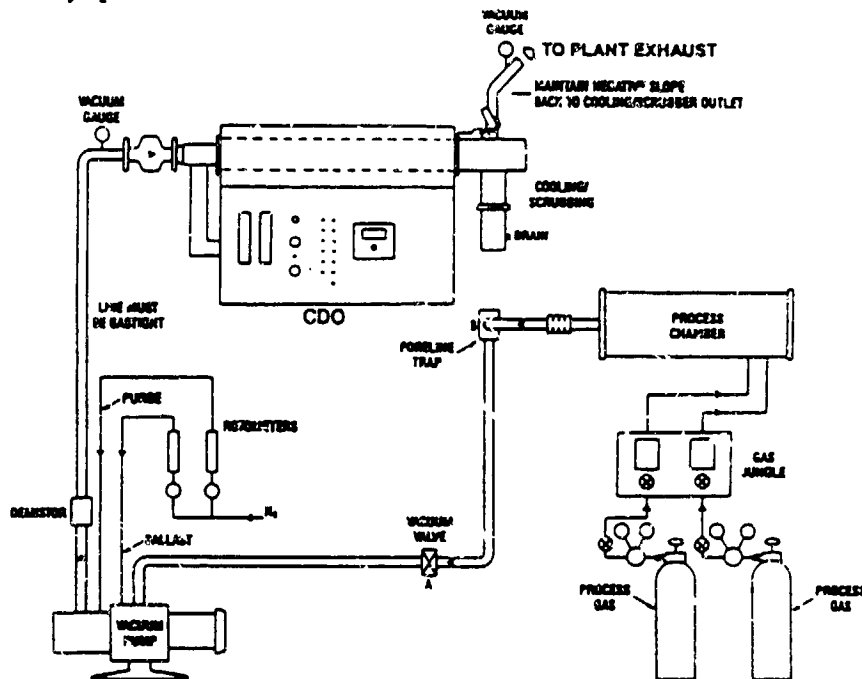 VACUUM
GAUGE
TO PLANT EXHAUST
MAINTAIN NEGATIVE SLOPE
BACK TO COOLING/SCRUBBER OUTLET
VACUUM
GAUGE
COOLING/
SCRUBBING
DRAIN
CDO
LINE MUST
BE GASTIGHT
FORELINE
TRAP
PROCESS
CHAMBER
PURGE
ROTOMETERS
GAS
JUNGLE
DEMISTOR
N₂
BALLAST
VACUUM
VALVE
A
PROCESS
GAS
PROCESS
GAS
VACUUM
PUMP